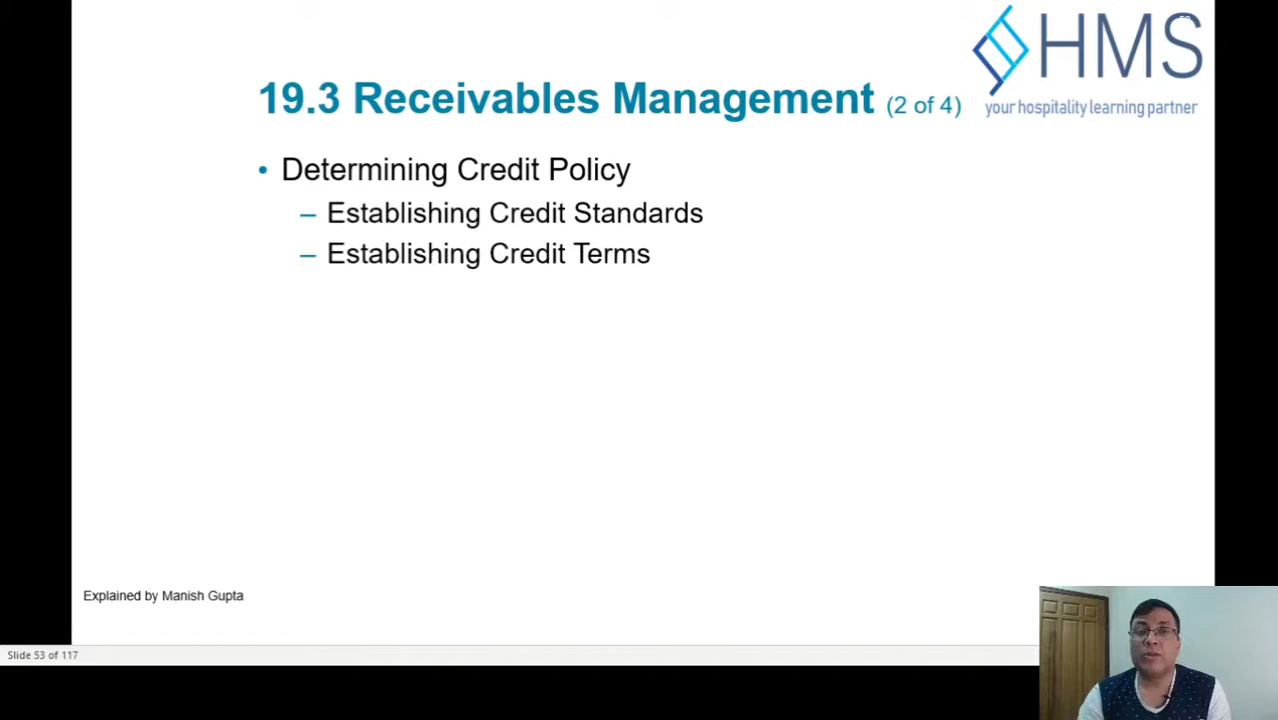 HMS
your hospitality learning partner
19.3 Receivables Management (2 of 4)
• Determining Credit Policy
– Establishing Credit Standards
– Establishing Credit Terms
Explained by Manish Gupta
Slide 53 of 117